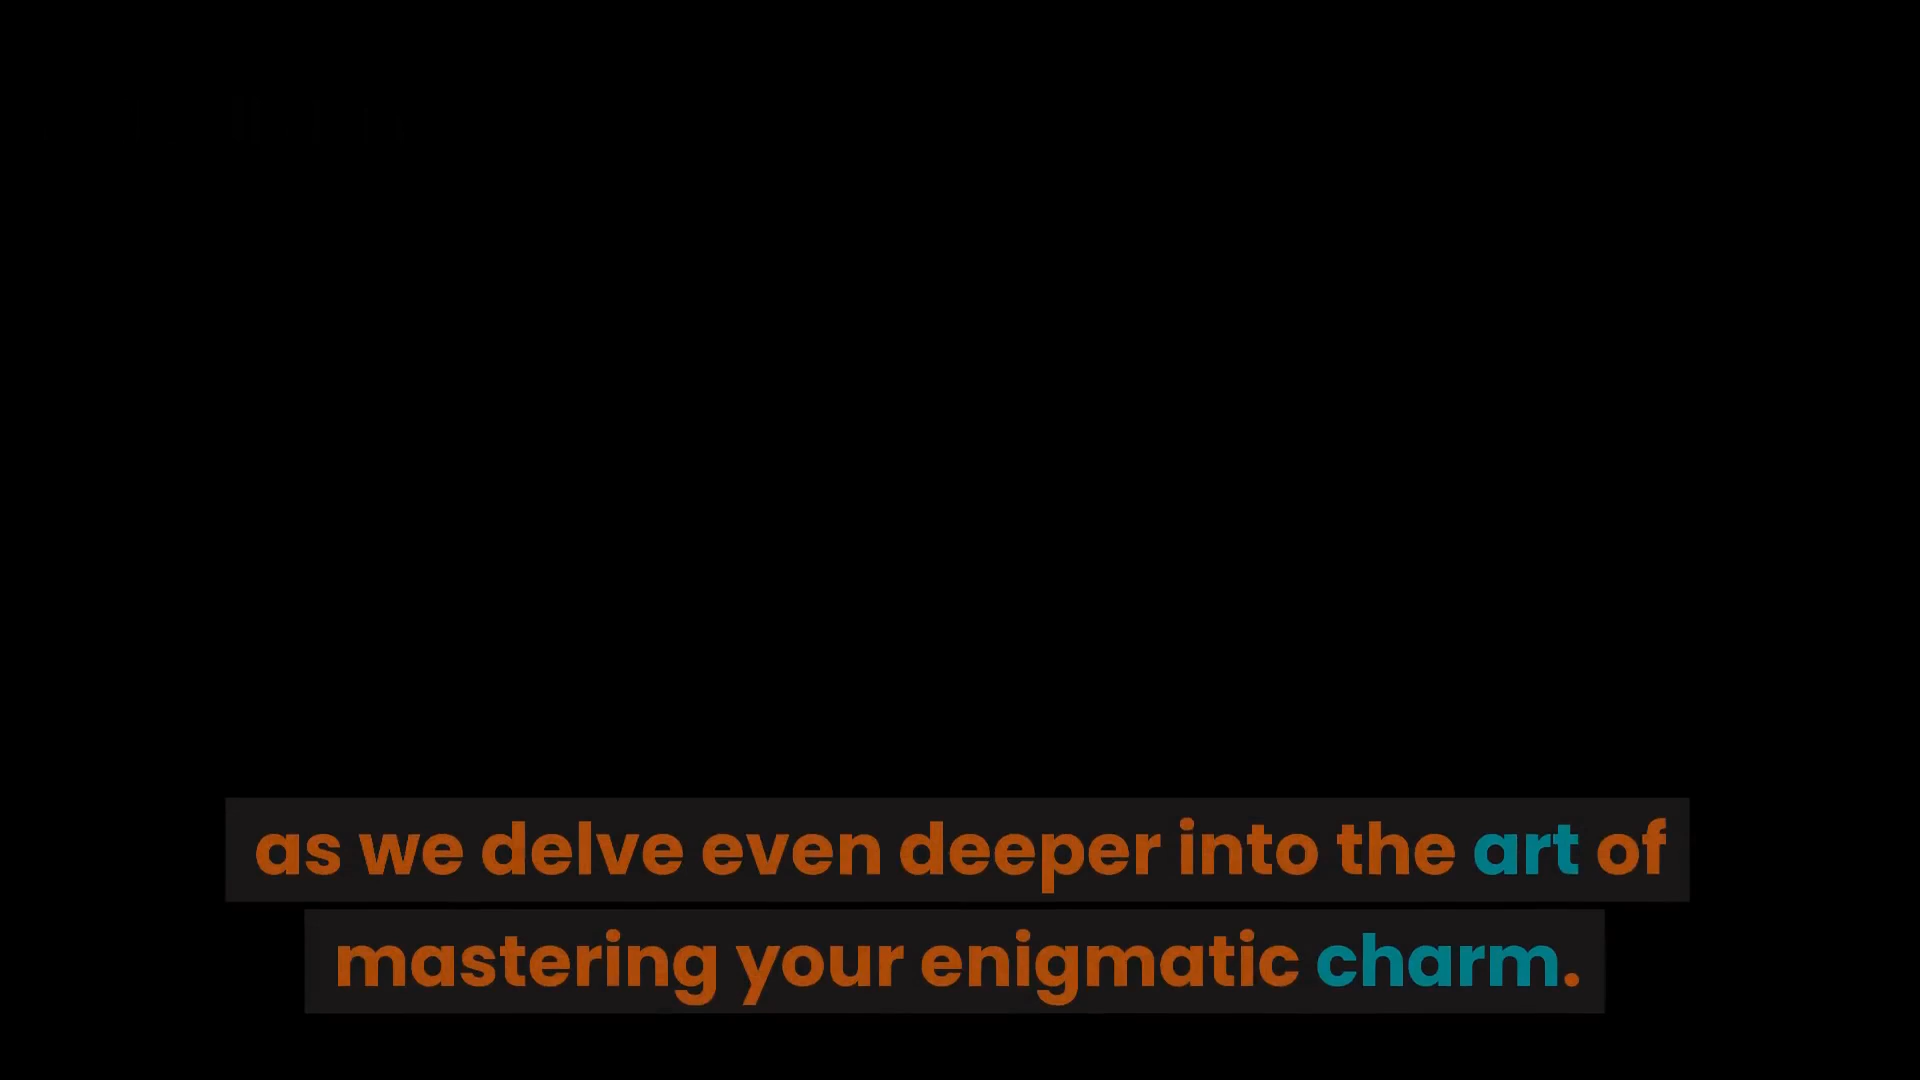 as we delve even deeper into the art of
mastering your enigmatic charm.